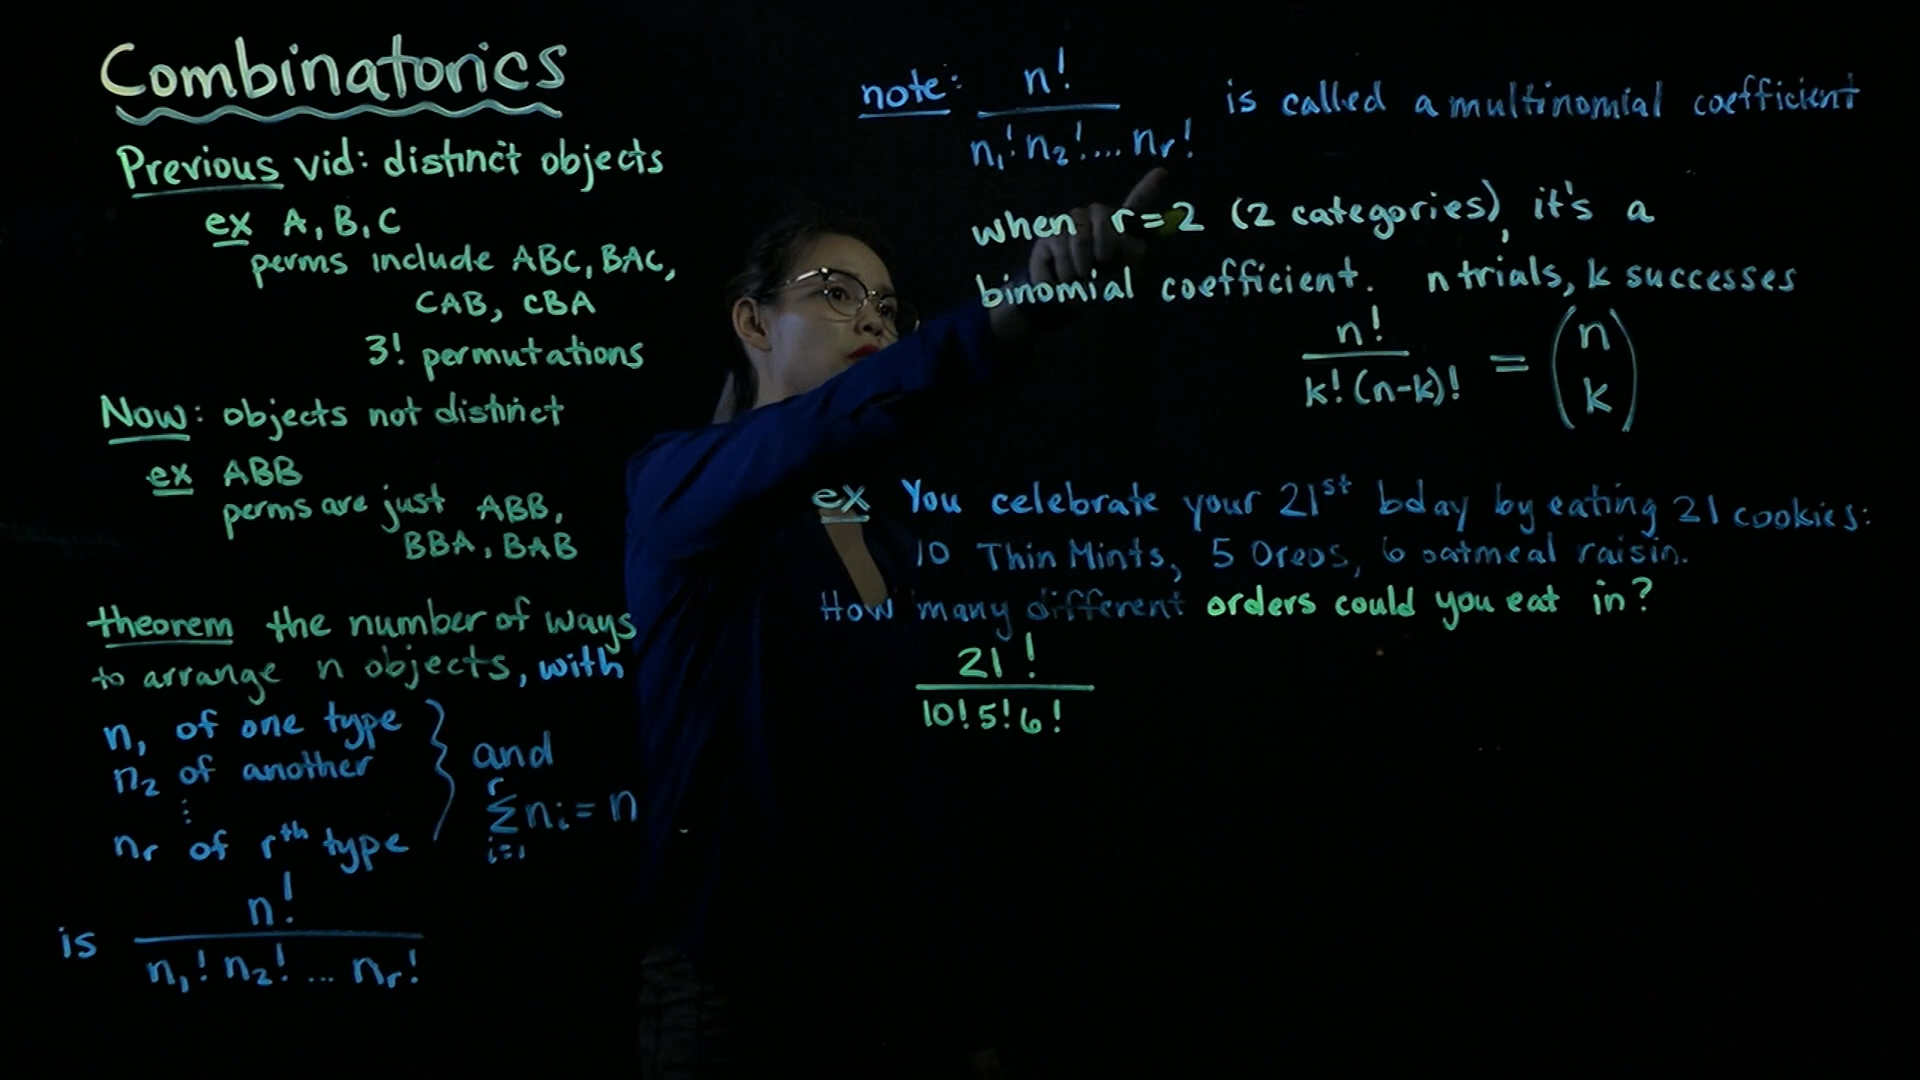 Combinatorics
Previous vid: distinct objects
ex A, B, C
perms include ABC, BAC,
CAB, CBA
3! permutations
Now: objects not distinct
ex ABB
perms are just ABB,
BBA, BAB
theorem the number of ways
to arrange n objects, with
n₁ of one type
n₂ of another
⋮
nᵣ of rᵗʰ type
} and
r
∑ nᵢ = n
i=1
is n! / n₁! n₂! ... nᵣ!
note: n! / n₁! n₂! .... nᵣ! is called a multinomial coefficient
when r=2 (2 categories), it's a
binomial coefficient. n trials, k successes
n! / k! (n-k)! = (n k)
ex You celebrate your 21ˢᵗ bday by eating 21 cookies:
10 Thin Mints, 5 Oreos, 6 oatmeal raisin.
How many different orders could you eat in?
21! / 10! 5! 6!